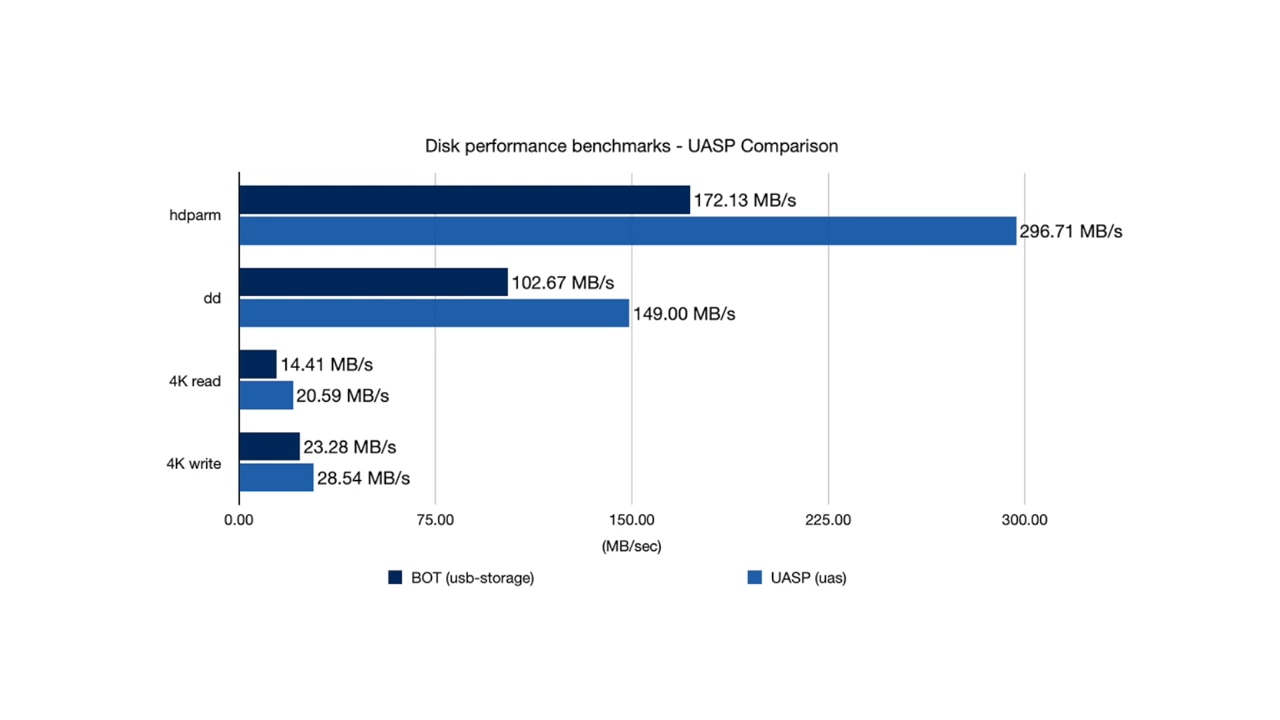 Disk performance benchmarks - UASP Comparison
hdparm
172.13 MB/s
296.71 MB/s
dd
102.67 MB/s
149.00 MB/s
4K read
14.41 MB/s
20.59 MB/s
4K write
23.28 MB/s
28.54 MB/s
0.00 75.00 150.00 225.00 300.00
(MB/sec)
BOT (usb-storage) UASP (uas)